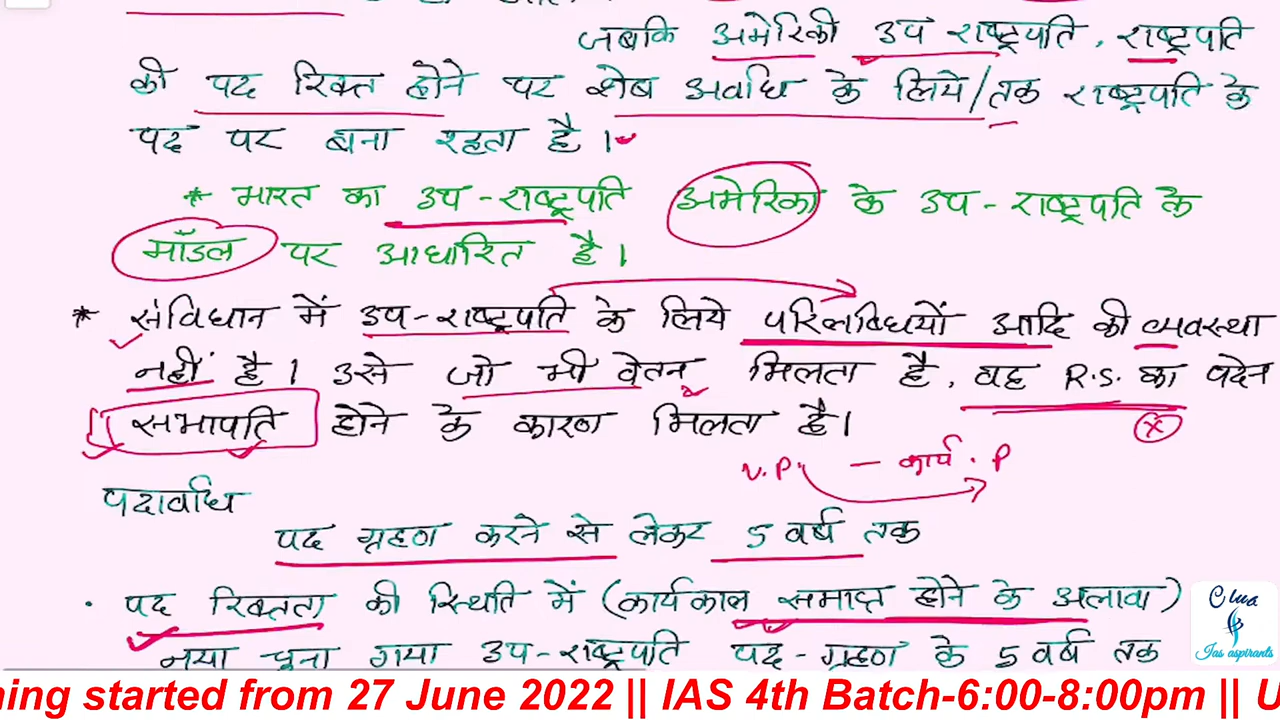 जबकि अमेरिकी उप राष्ट्रपति, राष्ट्रपति
की पद रिक्त होने पर शेष अवधि के लिये/तक राष्ट्रपति के
पद पर बना रहता है।
* भारत का उप-राष्ट्रपति अमेरिका के उप-राष्ट्रपति के
मॉडल पर आधारित है।
* संविधान में उप-राष्ट्रपति के लिये परिलब्धियों आदि की व्यवस्था
नहीं है। उसे जो भी वेतन मिलता है, वह R.S. का पदेन
सभापति होने के कारण मिलता है।
V.P. – कार्य. P
पदावधि
पद ग्रहण करने से लेकर 5 वर्ष तक
· पद रिक्तता की स्थिति में (कार्यकाल समाप्त होने के अलावा)
नया चुना गया उप-राष्ट्रपति पद-ग्रहण के 5 वर्ष तक
Ias aspirants
ning started from 27 June 2022 || IAS 4th Batch-6:00-8:00pm || U